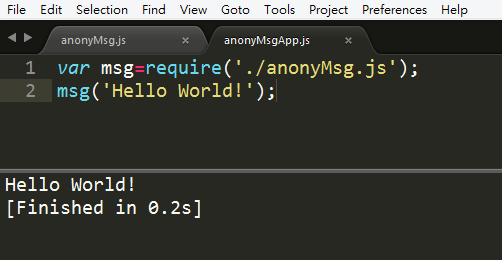 File Edit Selection View Goto Tools Project Preferences Help
anonyMsg.js × anonyMsgApp.js ×
1 var msg=require('./anonyMsg.js');
2 msg('Hello World!');
Hello World!
[Finished in 0.2s]